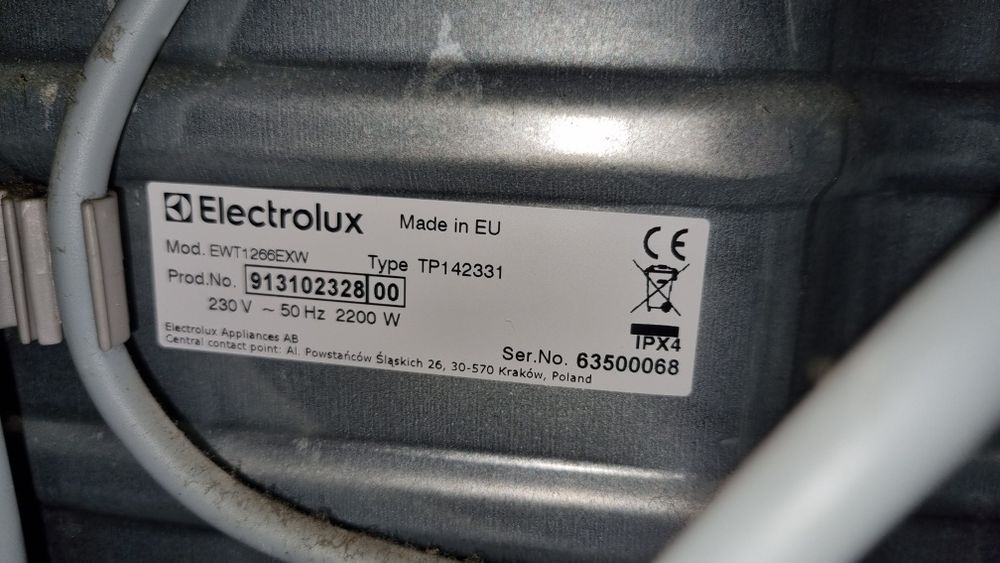 Electrolux Made in EU
Mod. EWT1266EXW Type TP142331
Prod.No. 913102328 00
230 V ~ 50 Hz 2200 W
CE
IPX4
Electrolux Appliances AB
Central contact point: Al. Powstańców Śląskich 26, 30-570 Kraków, Poland
Ser.No. 63500068